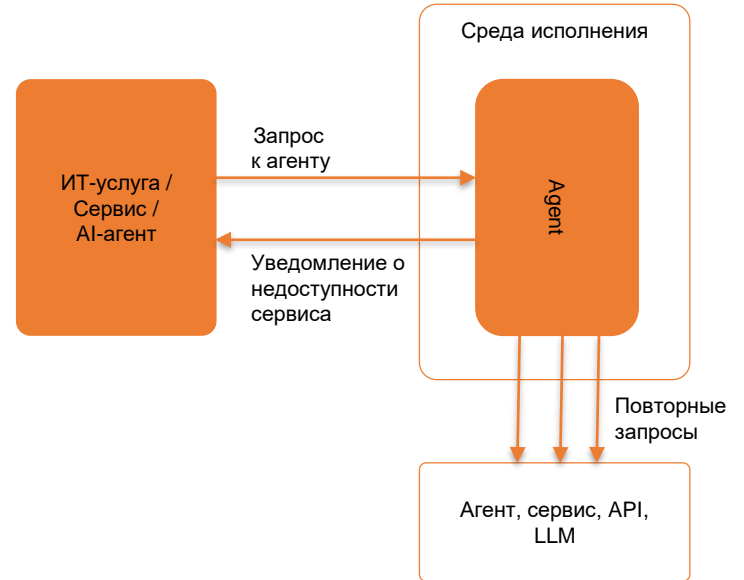 Среда исполнения
Запрос
к агенту
ИТ-услуга /
Сервис /
AI-агент
Agent
Уведомление о
недоступности
сервиса
Повторные
запросы
Агент, сервис, API,
LLM